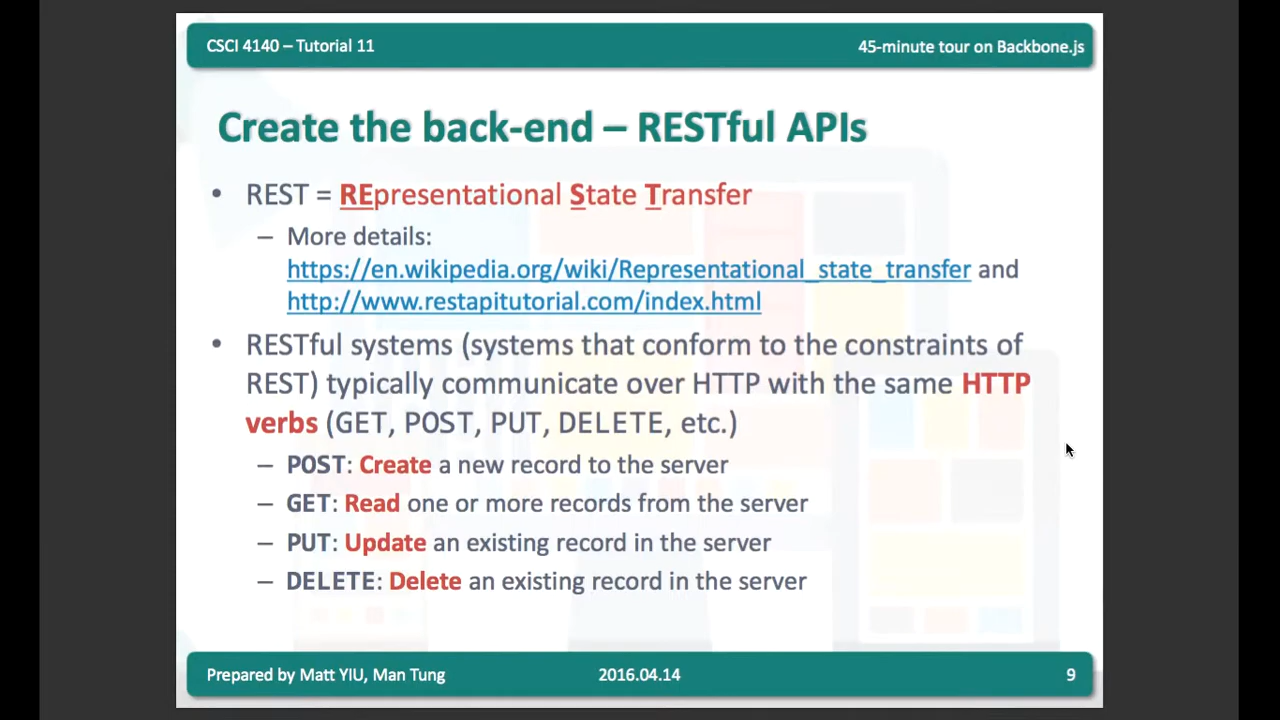 CSCI 4140 – Tutorial 11
45-minute tour on Backbone.js
Create the back-end – RESTful APIs
• REST = REpresentational State Transfer
– More details:
https://en.wikipedia.org/wiki/Representational_state_transfer and
http://www.restapitutorial.com/index.html
• RESTful systems (systems that conform to the constraints of
REST) typically communicate over HTTP with the same HTTP
verbs (GET, POST, PUT, DELETE, etc.)
– POST: Create a new record to the server
– GET: Read one or more records from the server
– PUT: Update an existing record in the server
– DELETE: Delete an existing record in the server
Prepared by Matt YIU, Man Tung
2016.04.14
9